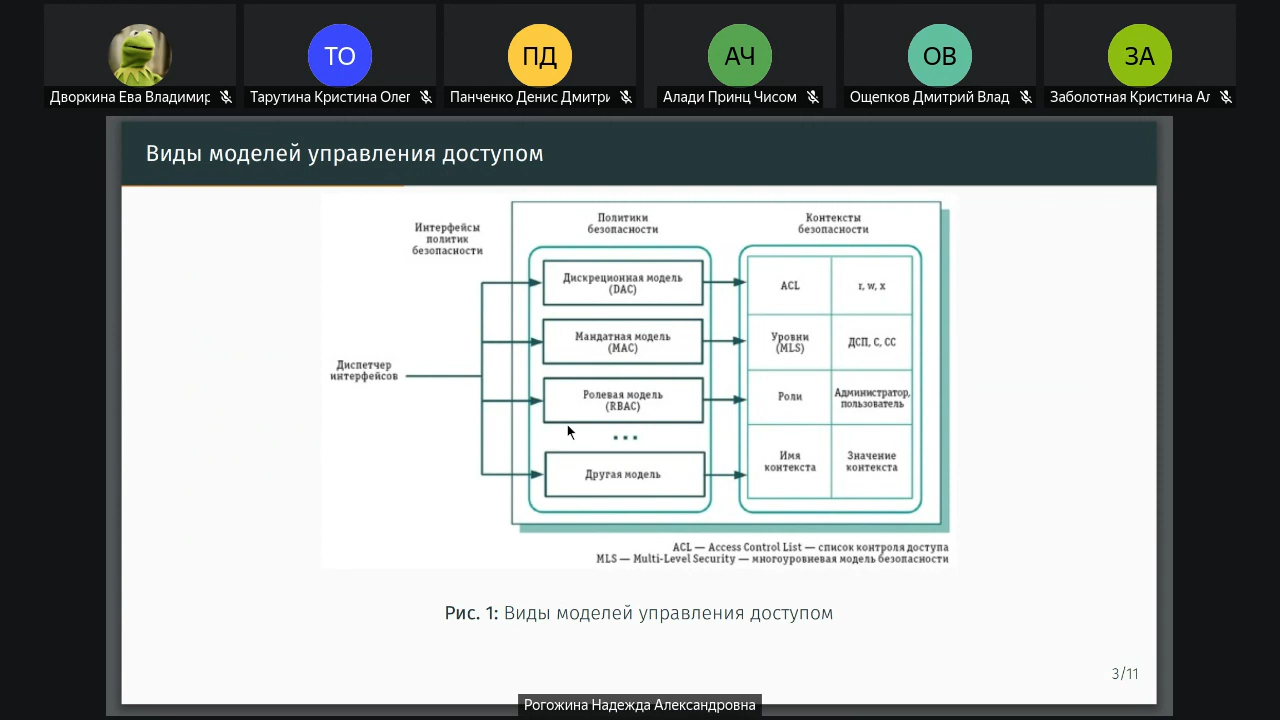 ТО
ПД
АЧ
ОВ
ЗА
Дворкина Ева Владимир
Тарутина Кристина Олег
Панченко Денис Дмитри
Алади Принц Чисом
Ощепков Дмитрий Влад
Заболотная Кристина Ал
Виды моделей управления доступом
Интерфейсы
политик
безопасности
Политики
безопасности
Контексты
безопасности
Диспетчер
интерфейсов
Дискреционная модель
(DAC)
ACL
r, w, x
Мандатная модель
(MAC)
Уровни
(MLS)
ДСП, С, СС
Ролевая модель
(RBAC)
Роли
Администратор,
пользователь
...
Другая модель
Имя
контекста
Значение
контекста
ACL — Access Control List — список контроля доступа
MLS — Multi-Level Security — многоуровневая модель безопасности
Рис. 1: Виды моделей управления доступом
3/11
Рогожина Надежда Александровна